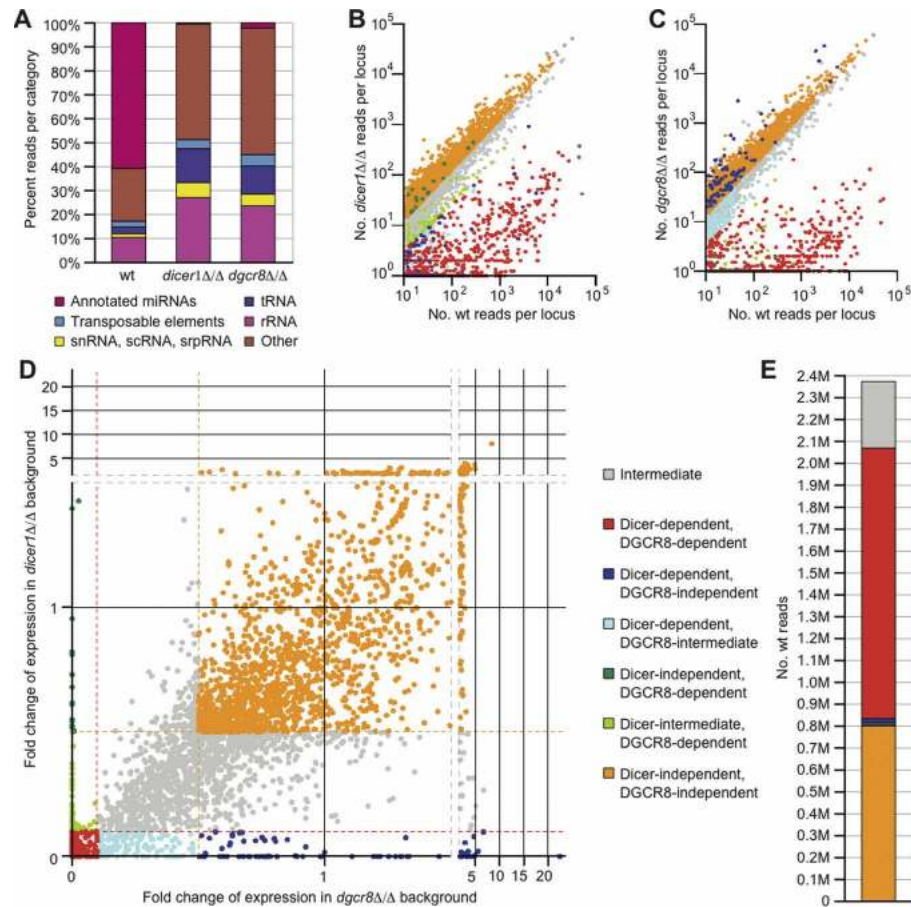 A
Percent reads per category
100%
90%
80%
70%
60%
50%
40%
30%
20%
10%
0%
wt
dicer1Δ/Δ
dgcr8Δ/Δ
Annotated miRNAs
Transposable elements
snRNA, scRNA, srpRNA
tRNA
rRNA
Other
B
No. dicer1Δ/Δ reads per locus
10⁵
10⁴
10³
10²
10¹
10⁰
10¹ 10² 10³ 10⁴ 10⁵
No. wt reads per locus
C
No. dgcr8Δ/Δ reads per locus
10⁵
10⁴
10³
10²
10¹
10⁰
10¹ 10² 10³ 10⁴ 10⁵
No. wt reads per locus
D
Fold change of expression in dicer1Δ/Δ background
20
15
10
5
1
0
0 1 5 10 15 20
Fold change of expression in dgcr8Δ/Δ background
Intermediate
Dicer-dependent,
DGCR8-dependent
Dicer-dependent,
DGCR8-independent
Dicer-dependent,
DGCR8-intermediate
Dicer-independent,
DGCR8-dependent
Dicer-intermediate,
DGCR8-dependent
Dicer-independent,
DGCR8-independent
E
No. wt reads
2.4M
2.3M
2.2M
2.1M
2.0M
1.9M
1.8M
1.7M
1.6M
1.5M
1.4M
1.3M
1.2M
1.1M
1.0M
0.9M
0.8M
0.7M
0.6M
0.5M
0.4M
0.3M
0.2M
0.1M
0